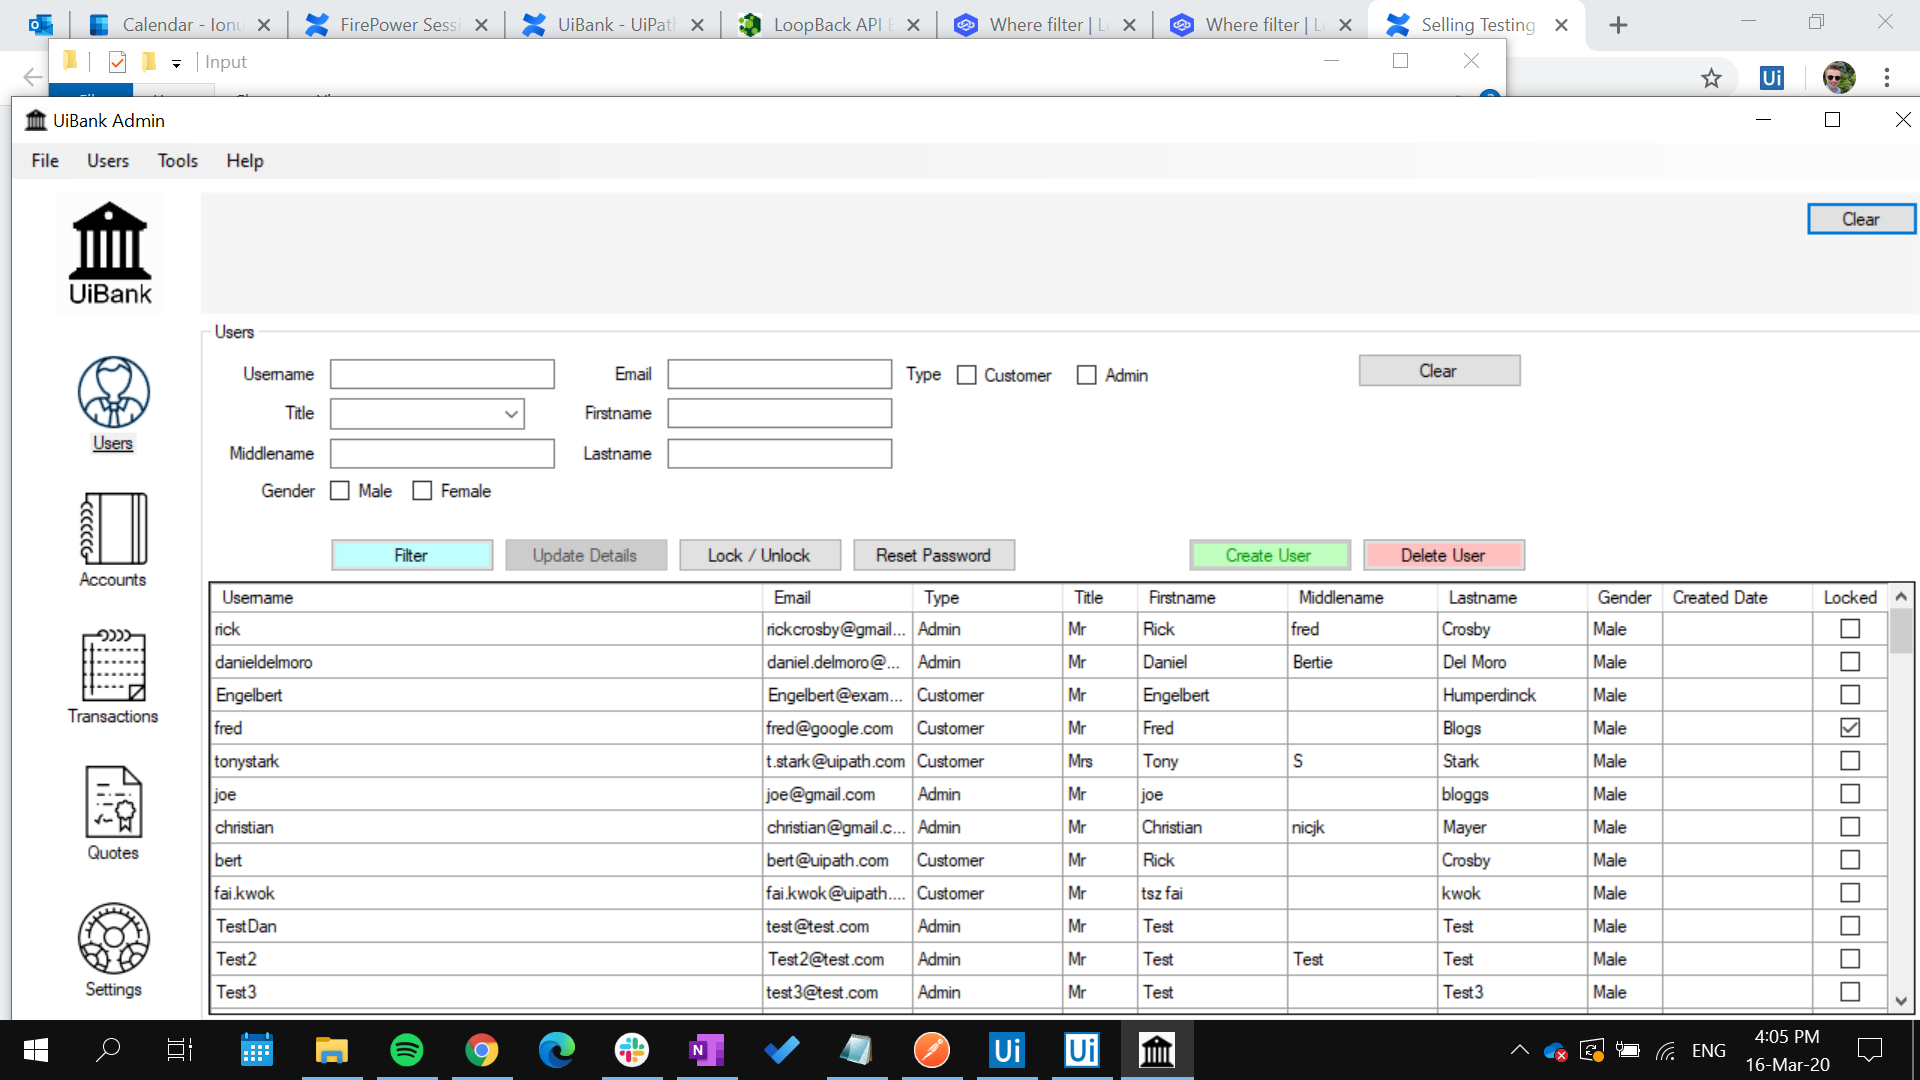 Calendar - Ionu
FirePower Sessi
UiBank - UiPath
LoopBack API E
Where filter | Lo
Where filter | Lo
Selling Testing
Input
UiBank Admin
File Users Tools Help
UiBank
Clear
Users
Username Email Type Customer Admin Clear
Title Firstname
Middlename Lastname
Gender Male Female
Filter Update Details Lock / Unlock Reset Password Create User Delete User
Users
Accounts
Transactions
Quotes
Settings
Username Email Type Title Firstname Middlename Lastname Gender Created Date Locked
rick rickcrosby@gmail... Admin Mr Rick fred Crosby Male
danieldelmoro daniel.delmoro@... Admin Mr Daniel Bertie Del Moro Male
Engelbert Engelbert@exam... Customer Mr Engelbert Humperdinck Male
fred fred@google.com Customer Mr Fred Blogs Male
tonystark t.stark@uipath.com Customer Mrs Tony S Stark Male
joe joe@gmail.com Admin Mr joe bloggs Male
christian christian@gmail.c... Admin Mr Christian nicjk Mayer Male
bert bert@uipath.com Customer Mr Rick Crosby Male
fai.kwok fai.kwok@uipath.... Customer Mr tsz fai kwok Male
TestDan test@test.com Admin Mr Test Test Male
Test2 Test2@test.com Admin Mr Test Test Test Male
Test3 test3@test.com Admin Mr Test Test3 Male
Ui
N
Ui
Ui
ENG
4:05 PM
16-Mar-20